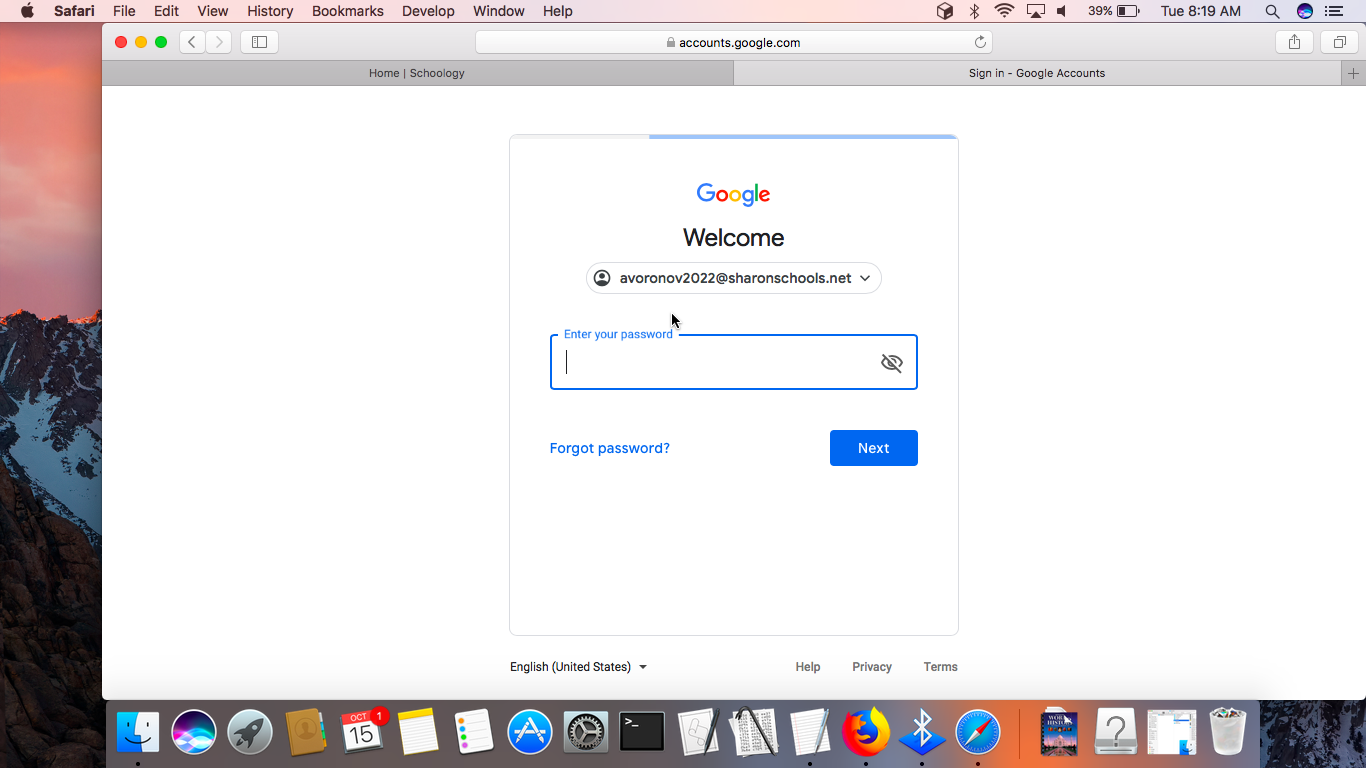 Safari File Edit View History Bookmarks Develop Window Help 39% Tue 8:19 AM
accounts.google.com
Home | Schoology Sign in - Google Accounts
Google
Welcome
avoronov2022@sharonschools.net
Enter your password
Forgot password? Next
English (United States) Help Privacy Terms
OCT 1
15
>_
WORLD
HISTORY
?